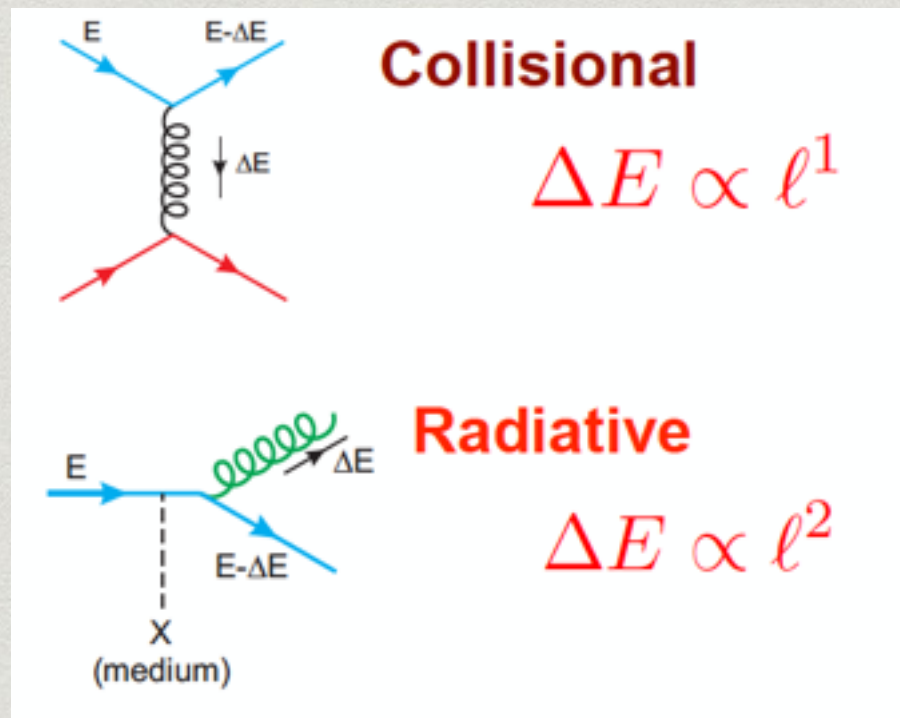 E
E-ΔE
Collisional
ΔE
ΔE ∝ ℓ¹
Radiative
E
ΔE
E-ΔE
ΔE ∝ ℓ²
X
(medium)